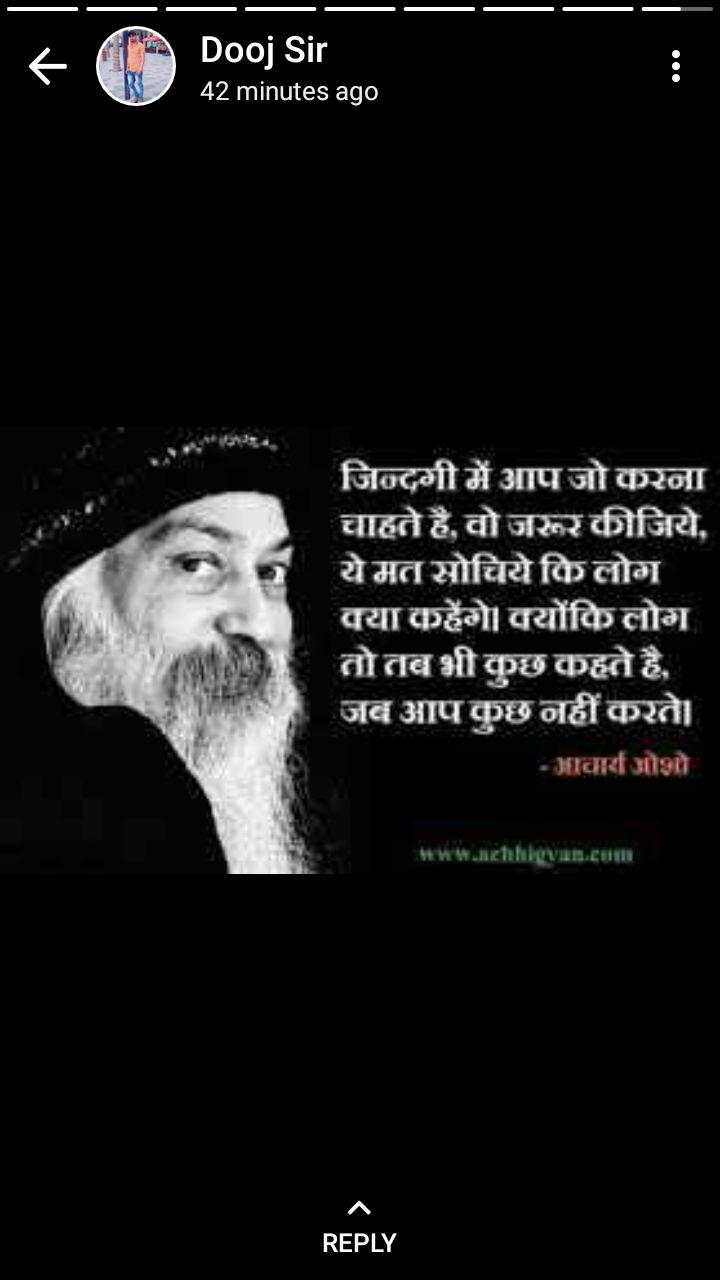 Dooj Sir
42 minutes ago
जिन्दगी में आप जो करना
चाहते है, वो जरूर कीजिये,
ये मत सोचिये कि लोग
क्या कहेंगे। क्योंकि लोग
तो तब भी कुछ कहते है,
जब आप कुछ नहीं करते।
- आचार्य ओशो
www.achhigyan.com
REPLY